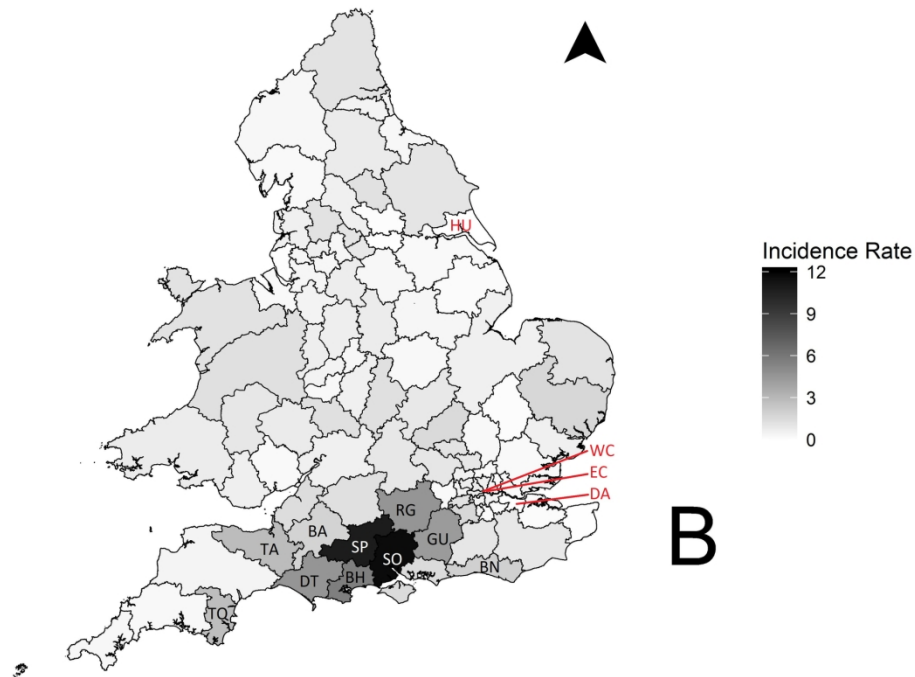 HU
Incidence Rate
12
9
6
3
0
WC
EC
DA
RG
BA
GU
TA
SP
SO
BN
DT
BH
TQ
B